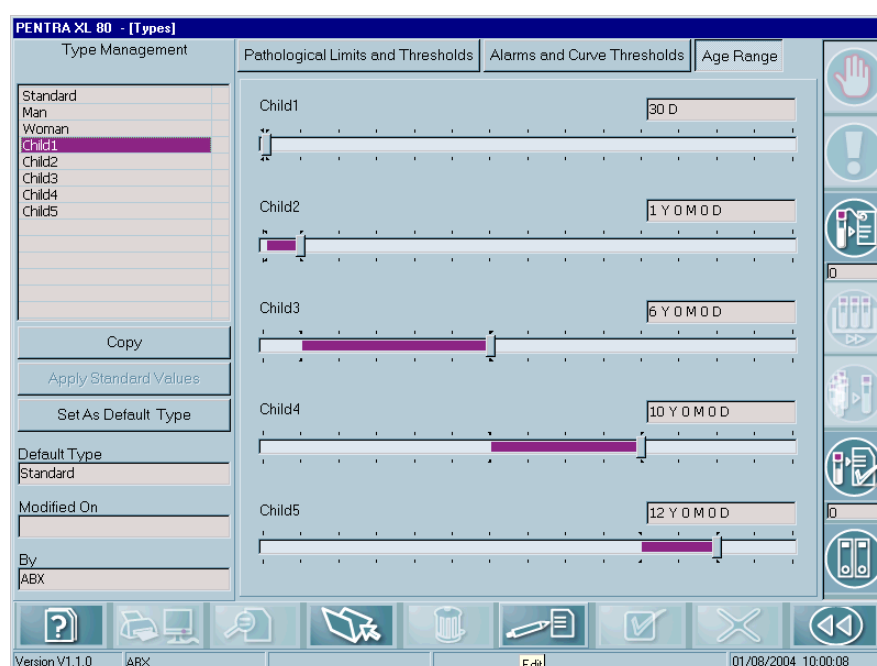 PENTRA XL 80 - [Types]
Type Management
Pathological Limits and Thresholds
Alarms and Curve Thresholds
Age Range
Standard
Man
Woman
Child1
Child2
Child3
Child4
Child5
Copy
Apply Standard Values
Set As Default Type
Default Type
Standard
Modified On
By
ABX
Child1
30 D
Child2
1 Y 0 M 0 D
Child3
6 Y 0 M 0 D
Child4
10 Y 0 M 0 D
Child5
12 Y 0 M 0 D
0
0
Version V1.1.0
ABX
Edit
01/08/2004 10:00:08